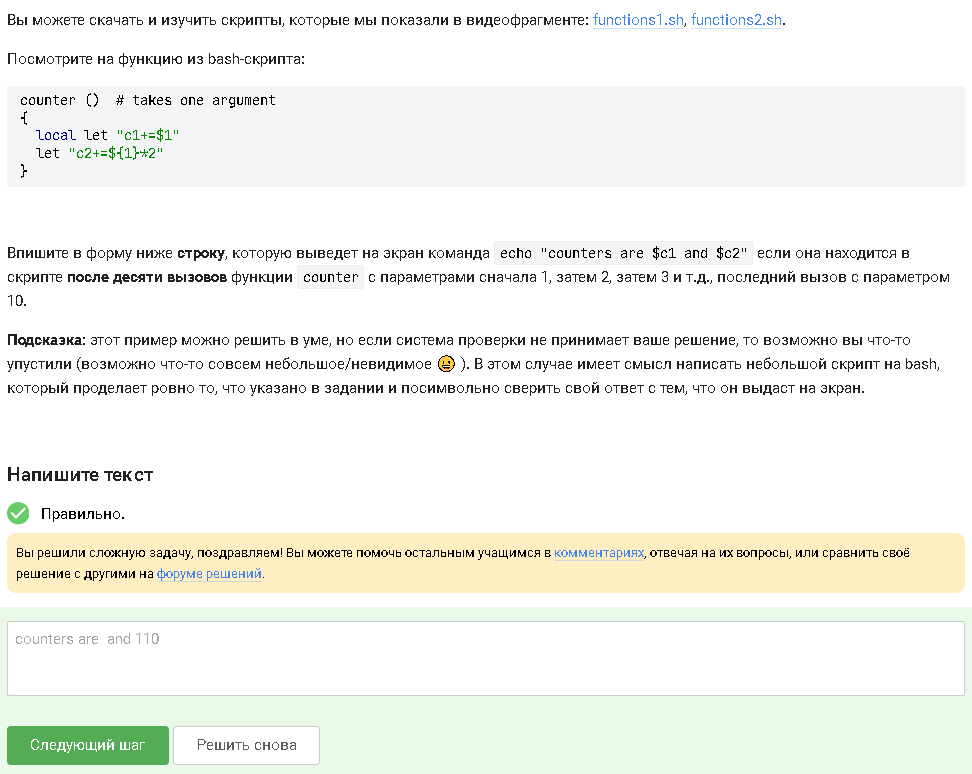 Вы можете скачать и изучить скрипты, которые мы показали в видеофрагменте: functions1.sh, functions2.sh.
Посмотрите на функцию из bash-скрипта:
counter ()  # takes one argument
{
  local let "c1+=$1"
  let "c2+=${1}*2"
}
Впишите в форму ниже строку, которую выведет на экран команда echo "counters are $c1 and $c2" если она находится в
скрипте после десяти вызовов функции counter с параметрами сначала 1, затем 2, затем 3 и т.д., последний вызов с параметром
10.
Подсказка: этот пример можно решить в уме, но если система проверки не принимает ваше решение, то возможно вы что-то
упустили (возможно что-то совсем небольшое/невидимое 😀 ). В этом случае имеет смысл написать небольшой скрипт на bash,
который проделает ровно то, что указано в задании и посимвольно сверить свой ответ с тем, что он выдаст на экран.
Напишите текст
Правильно.
Вы решили сложную задачу, поздравляем! Вы можете помочь остальным учащимся в комментариях, отвечая на их вопросы, или сравнить своё
решение с другими на форуме решений.
counters are  and 110
Следующий шаг
Решить снова